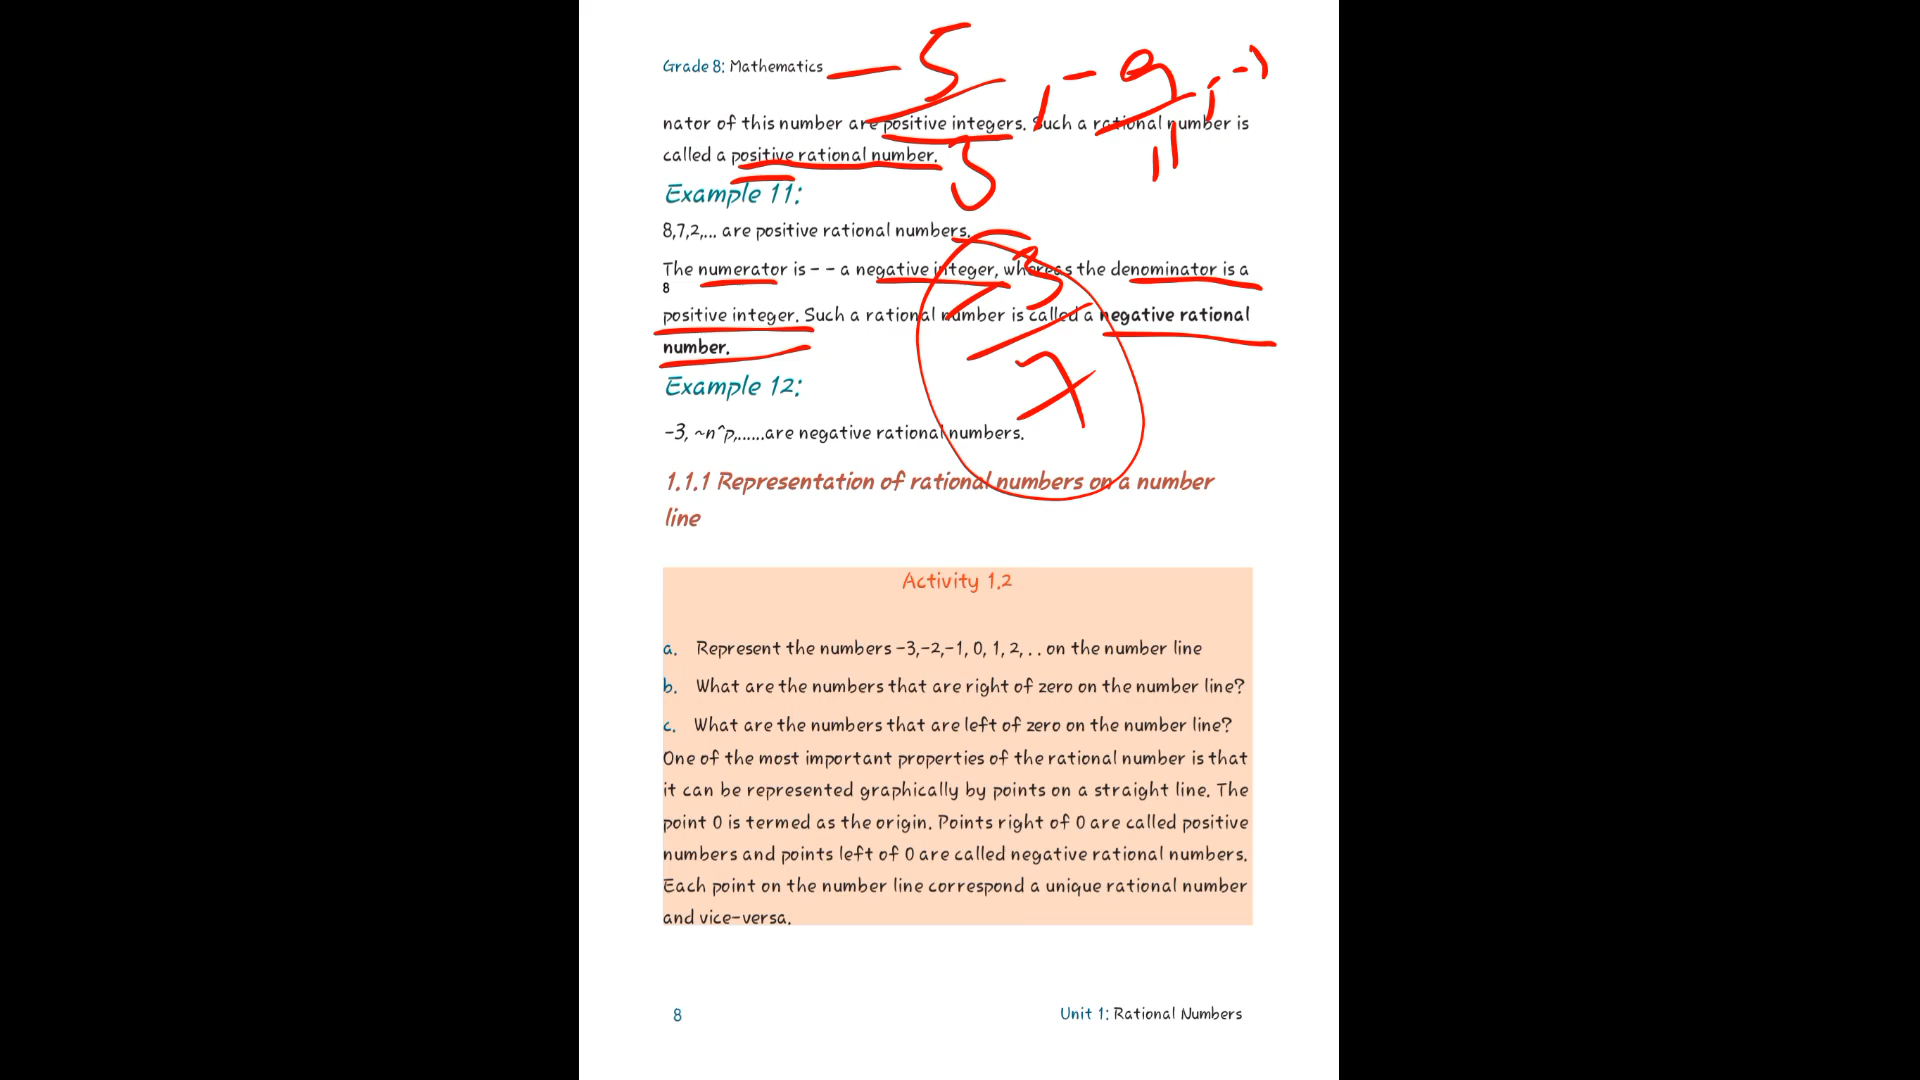 Grade 8: Mathematics
-5/3, -9/11, -1
nator of this number are positive integers. Such a rational number is
called a positive rational number.
Example 11:
8,7,2,... are positive rational numbers.
The numerator is - - a negative integer, whereas the denominator is a
8
positive integer. Such a rational number is called a negative rational
number.
-3/7
Example 12:
-3, ~n^p,......are negative rational numbers.
1.1.1 Representation of rational numbers on a number
line
Activity 1.2
a. Represent the numbers -3,-2,-1, 0, 1, 2, . . on the number line
b. What are the numbers that are right of zero on the number line?
c. What are the numbers that are left of zero on the number line?
One of the most important properties of the rational number is that
it can be represented graphically by points on a straight line. The
point 0 is termed as the origin. Points right of 0 are called positive
numbers and points left of 0 are called negative rational numbers.
Each point on the number line correspond a unique rational number
and vice-versa.
8 Unit 1: Rational Numbers